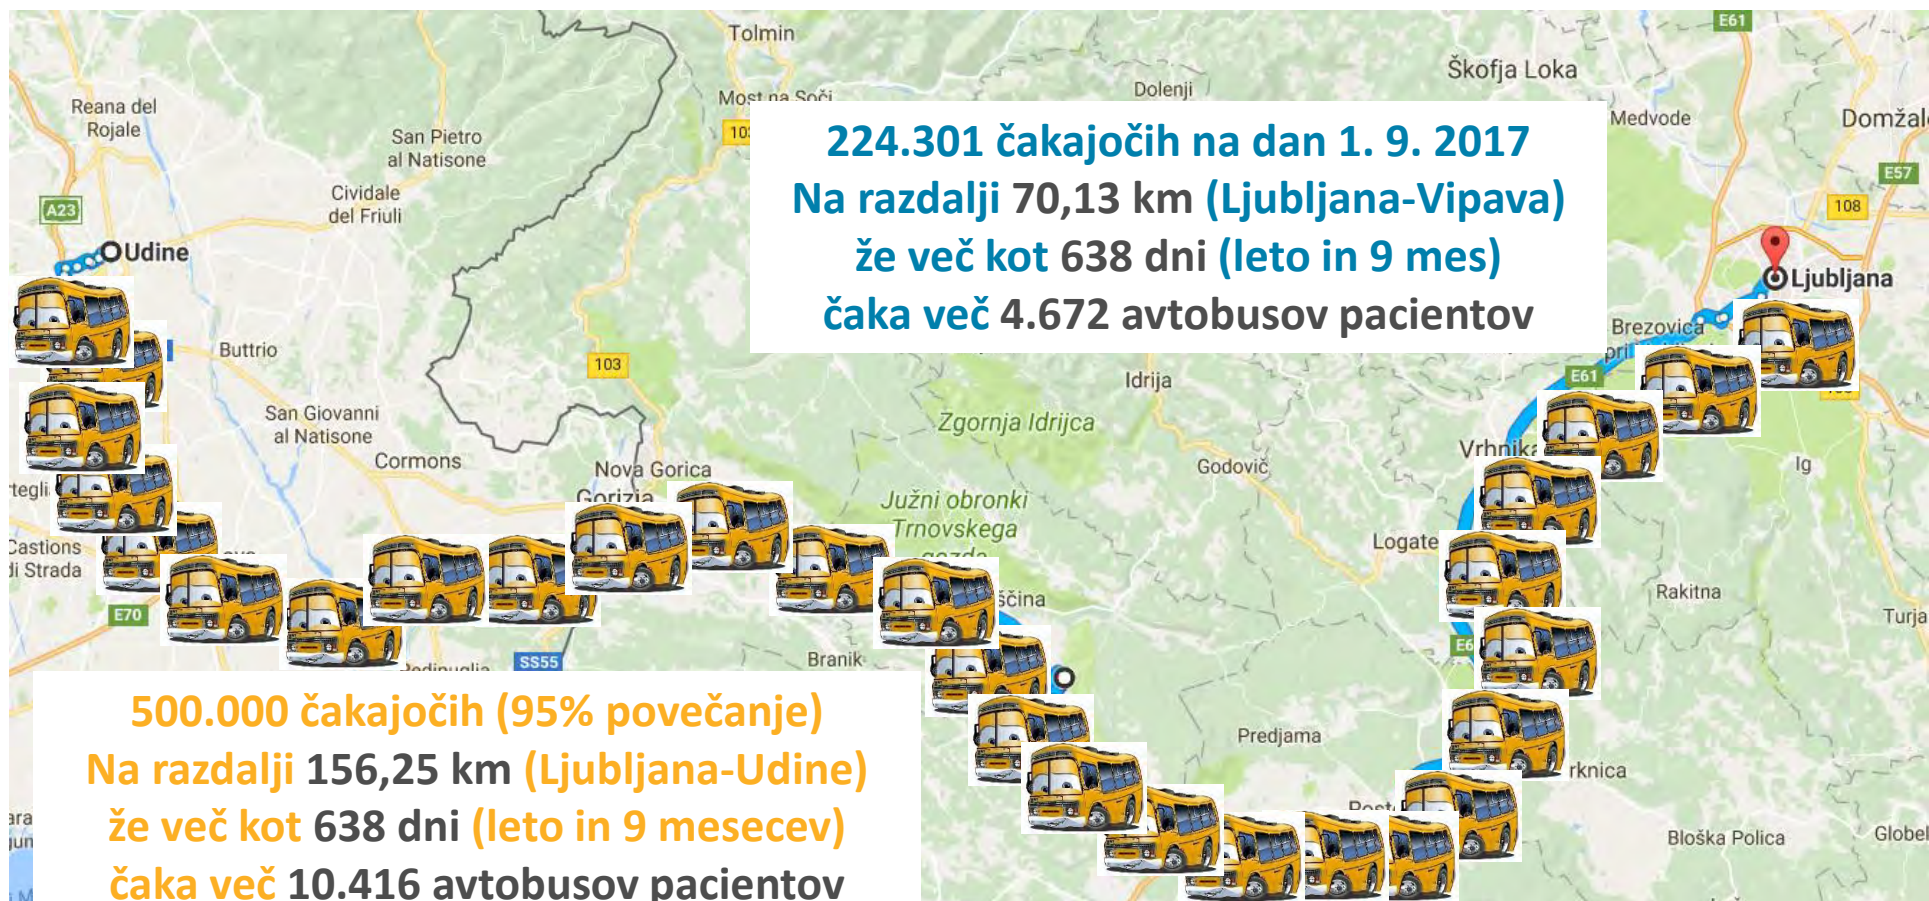 E61
Tolmin
Škofja Loka
Dolenji
Most na Soči
Reana del
Rojale
San Pietro
al Natisone
Medvode
224.301 čakajočih na dan 1. 9. 2017
Na razdalji 70,13 km (Ljubljana-Vipava)
že več kot 638 dni (leto in 9 mes)
čaka več 4.672 avtobusov pacientov
E57
Cividale
del Friuli
A23
108
Udine
Ljubljana
Brezovica
Buttrio
103
E61
Idrija
San Giovanni
al Natisone
Zgornja Idrijca
Cormons
Nova Gorica
Gorizia
Godovič
Vrhnika
Ig
Južni obronki
Trnovskega
gozda
Castions
di Strada
Rakitna
E70
Turja
Branik
SS55
500.000 čakajočih (95% povečanje)
Na razdalji 156,25 km (Ljubljana-Udine)
že več kot 638 dni (leto in 9 mesecev)
čaka več 10.416 avtobusov pacientov
Predjama
rknica
Bloška Polica
Globel